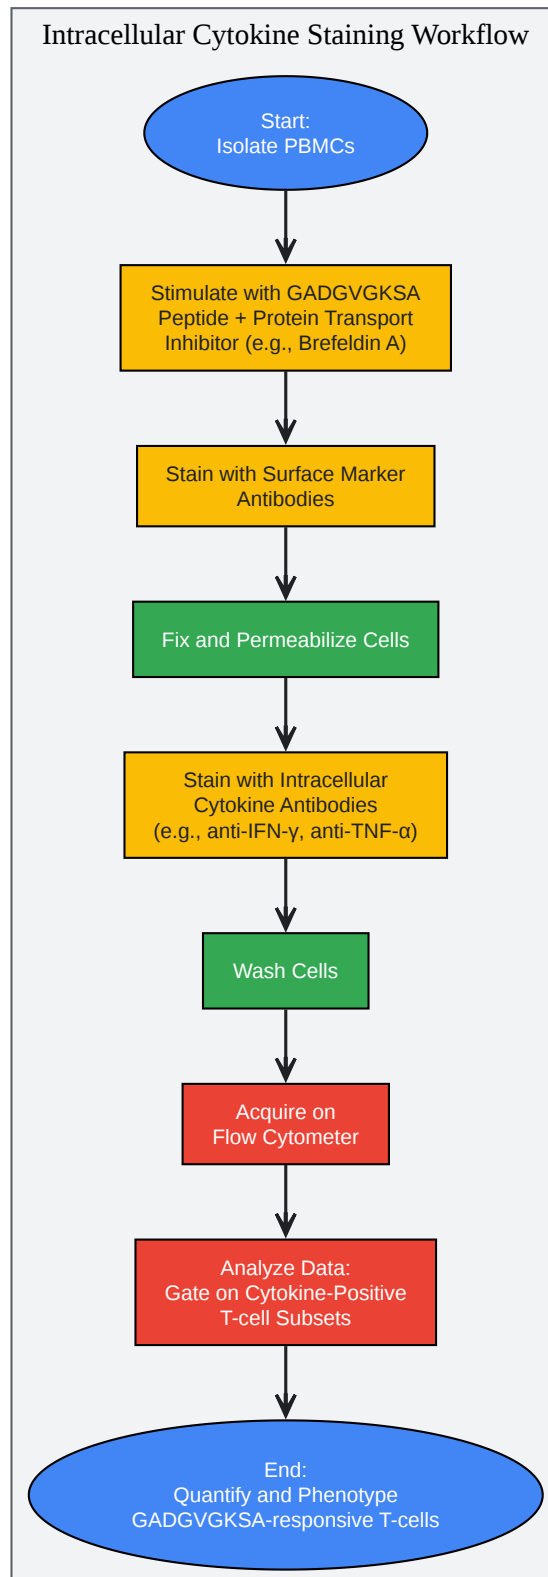 Intracellular Cytokine Staining Workflow
Start:
Isolate PBMCs
Stimulate with GADGVGKSA
Peptide + Protein Transport
Inhibitor (e.g., Brefeldin A)
Stain with Surface Marker
Antibodies
Fix and Permeabilize Cells
Stain with Intracellular
Cytokine Antibodies
(e.g., anti-IFN-γ, anti-TNF-α)
Wash Cells
Acquire on
Flow Cytometer
Analyze Data:
Gate on Cytokine-Positive
T-cell Subsets
End:
Quantify and Phenotype
GADGVGKSA-responsive T-cells